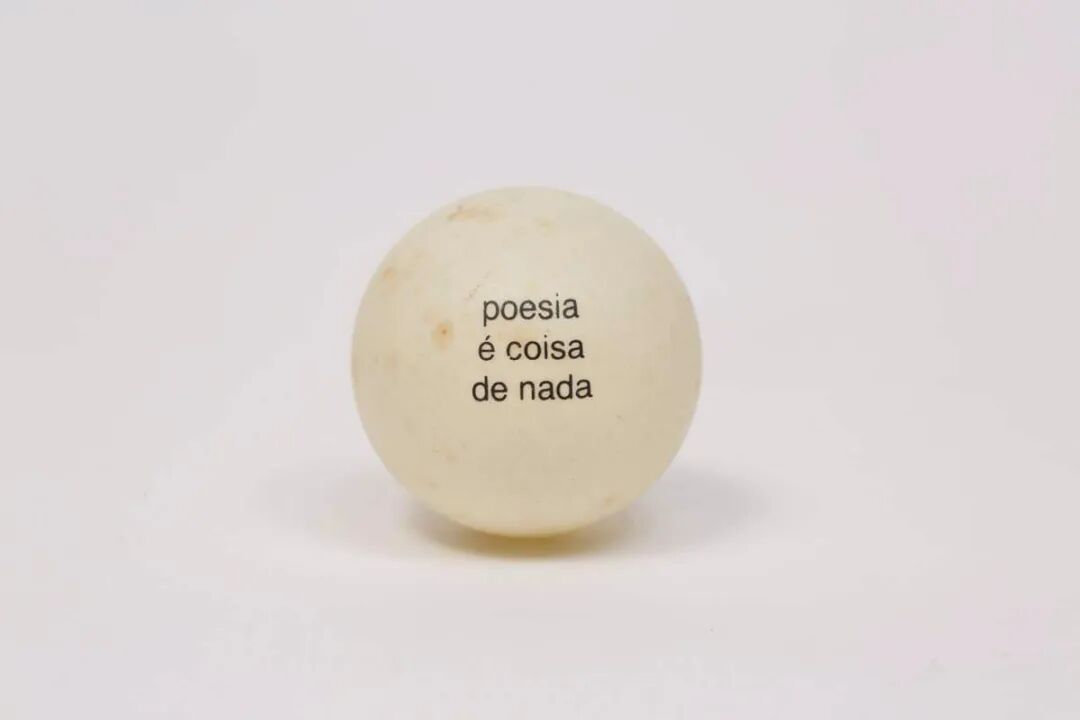 poesia
é coisa
de nada